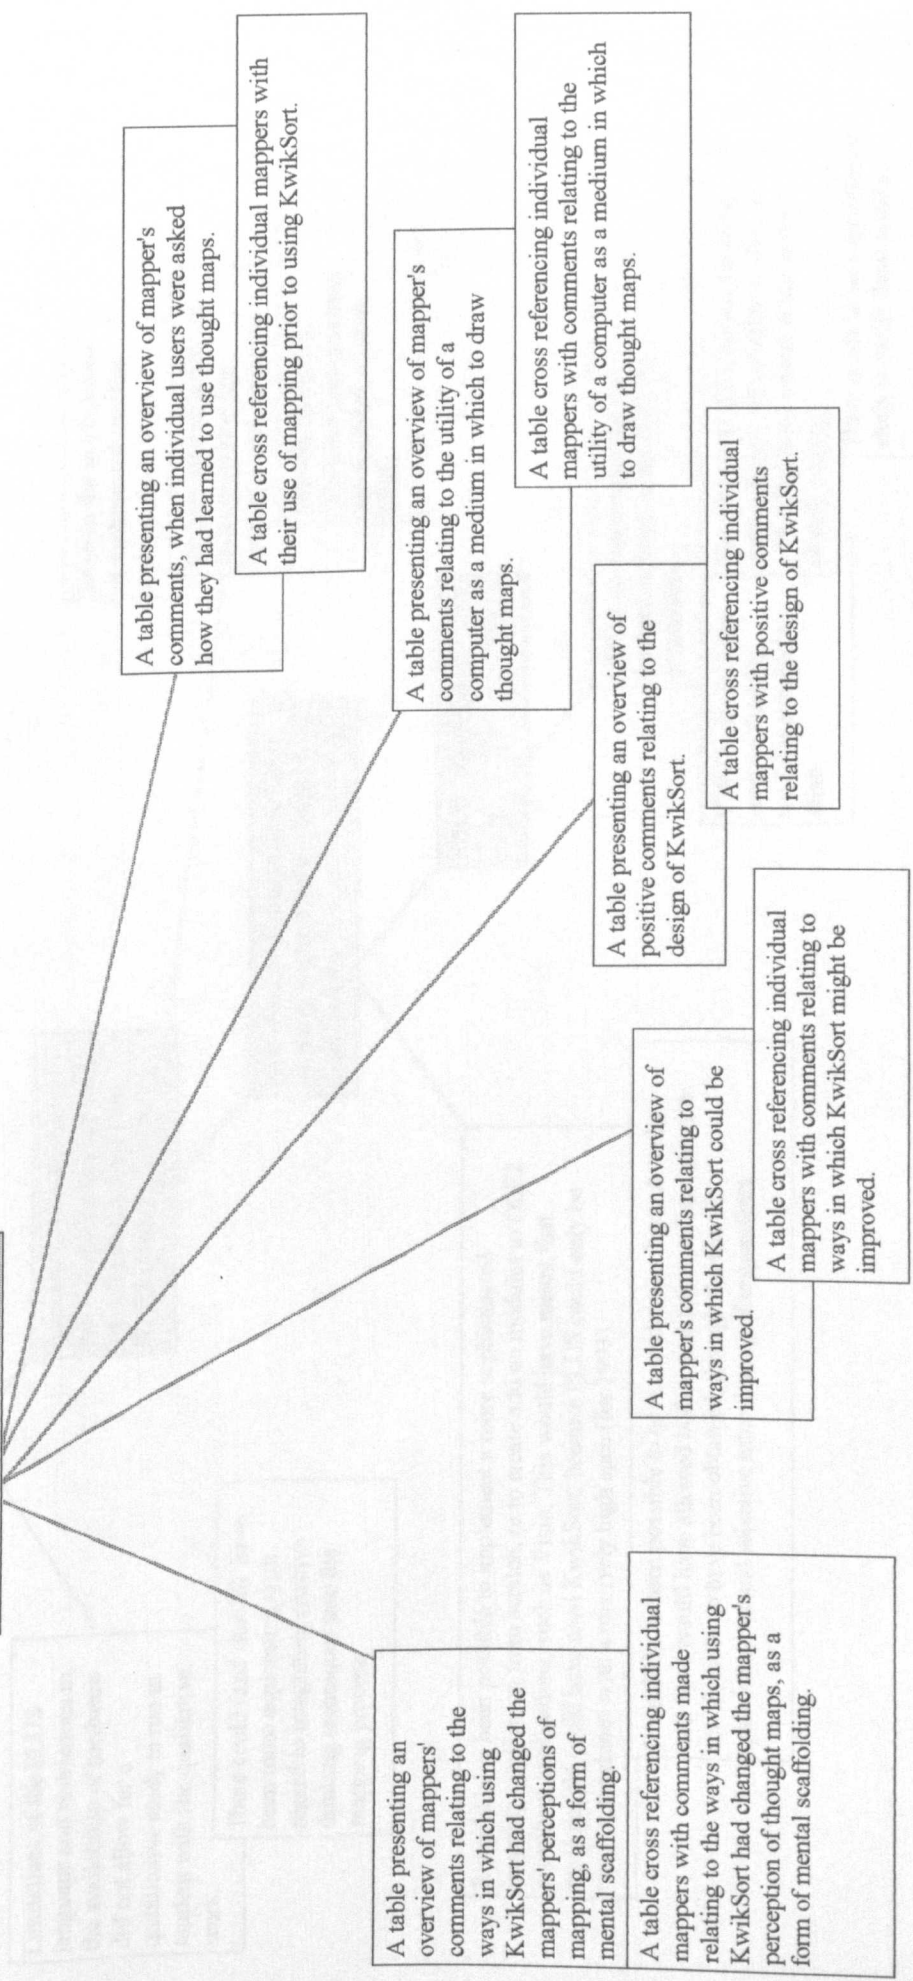 A table presenting an
overview of mappers'
comments relating to the
ways in which using
KwikSort had changed the
mappers' perceptions of
mapping, as a form of
mental scaffolding.
A table cross referencing individual
mappers with comments made
relating to the ways in which using
KwikSort had changed the mapper's
perception of thought maps, as a
form of mental scaffolding.
A table presenting an overview of
mapper's comments relating to
ways in which KwikSort could be
improved.
A table cross referencing individual
mappers with comments relating to
ways in which KwikSort might be
improved.
A table presenting an overview of
positive comments relating to the
design of KwikSort.
A table cross referencing individual
mappers with positive comments
relating to the design of KwikSort.
A table presenting an overview of mapper's
comments relating to the utility of a
computer as a medium in which to draw
thought maps.
A table cross referencing individual
mappers with comments relating to the
utility of a computer as a medium in which
to draw thought maps.
A table presenting an overview of mapper's
comments, when individual users were asked
how they had learned to use thought maps.
A table cross referencing individual mappers with
their use of mapping prior to using KwikSort.